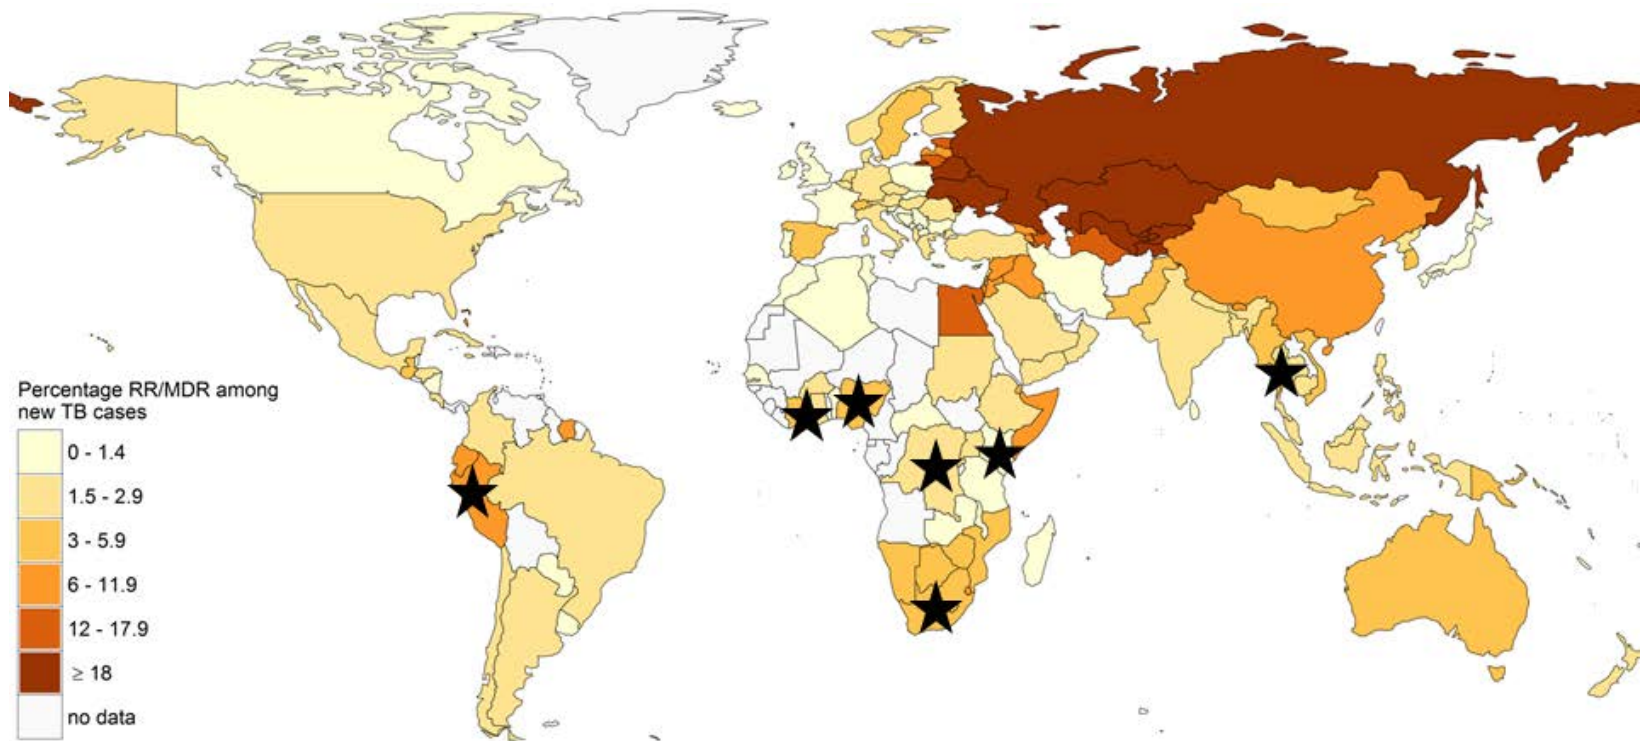 Percentage RR/MDR among
new TB cases
0 - 1.4
1.5 - 2.9
3 - 5.9
6 - 11.9
12 - 17.9
≥ 18
no data